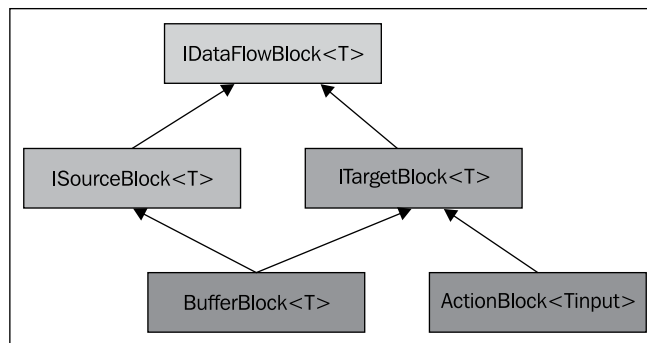 IDataFlowBlock<T>
ISourceBlock<T>
ITargetBlock<T>
BufferBlock<T>
ActionBlock<Tinput>